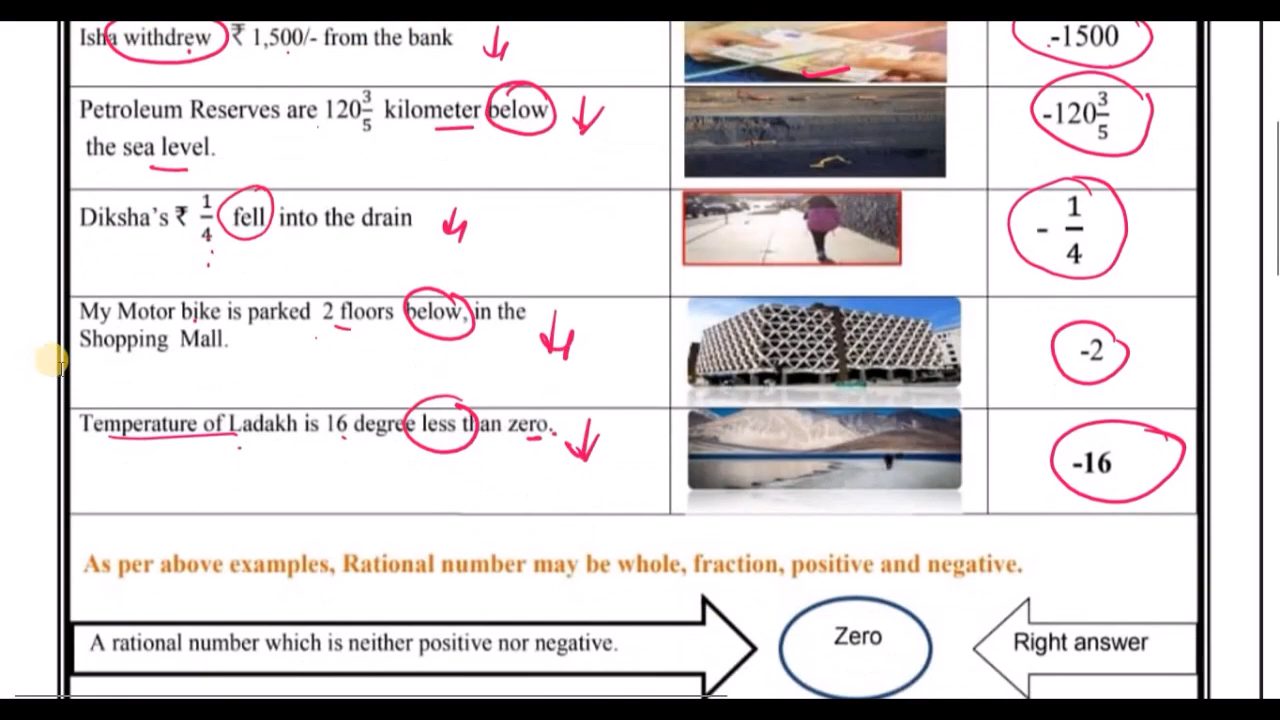 Isha withdrew ₹ 1,500/- from the bank
-1500
Petroleum Reserves are 120 3/5 kilometer below
the sea level.
-120 3/5
Diksha’s ₹ 1/4 fell into the drain
- 1/4
My Motor bike is parked 2 floors below, in the
Shopping Mall.
-2
Temperature of Ladakh is 16 degree less than zero.
-16
As per above examples, Rational number may be whole, fraction, positive and negative.
A rational number which is neither positive nor negative.
Zero
Right answer